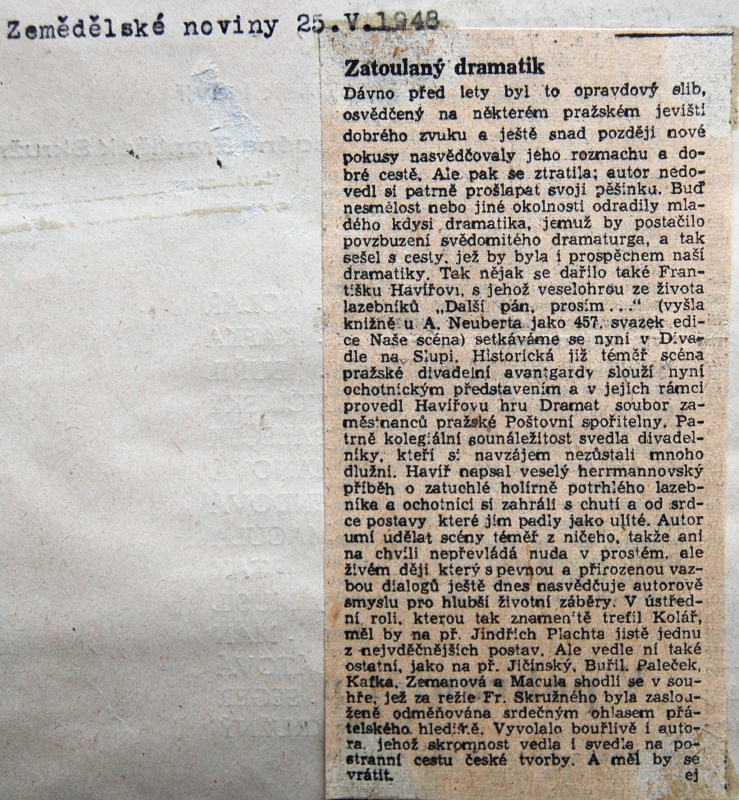 Zemědělské noviny 25.V.1948
Zatoulaný dramatik
Dávno před lety byl to opravdový slib,
osvědčený na některém pražském jevišti
dobrého zvuku a ještě snad později nové
pokusy nasvědčovaly jeho rozmachu a do-
bré cestě. Ale pak se ztratila; autor nedo-
vedl si patrně prošlapat svoji pěšinku. Buď
nesmělost nebo jiné okolnosti odradily mla-
dého kdysi dramatika, jemuž by postačilo
povzbuzení svědomitého dramaturga, a tak
sešel s cesty, jež by byla i prospěchem naší
dramatiky. Tak nějak se dařilo také Fran-
tišku Havířovi, s jehož veselohrou ze života
lazebníků „Další pán, prosím...“ (vyšla
knižně u A. Neuberta jako 457. svazek edi-
ce Naše scéna) setkáváme se nyní v Diva-
dle na Slupi. Historická již téměř scéna
pražské divadelní avantgardy slouží nyní
ochotnickým představením a v jejich rámci
provedl Havířovu hru Dramat soubor za-
městnanců pražské Poštovní spořitelny. Pa-
trně kolegiální sounáležitost svedla divadel-
níky, kteří si navzájem nezůstali mnoho
dlužni. Havíř napsal veselý herrmannovský
příběh o zatuchlé holírně potrhlého lazeb-
níka a ochotníci si zahráli s chutí a od srd-
ce postavy které jim padly jako ulité. Autor
umí udělat scény téměř z ničeho, takže ani
na chvíli nepřevládá nuda v prostém, ale
živém ději který s pevnou a přirozenou vaz-
bou dialogů ještě dnes nasvědčuje autorově
smyslu pro hlubší životní záběry. V ústřed-
ní roli, kterou tak znamen'tě trefil Kolář,
měl by na př. Jindřich Plachta jistě jednu
z nejvděčnějších postav. Ale vedle ní také
ostatní, jako na př. Jičínský, Buřil, Paleček,
Kafka, Zemanová a Macula shodli se v sou-
hře, jež za režie Fr. Skružného byla zaslou-
ženě odměňována srdečným ohlasem přá-
telského hlediště. Vyvolalo bouřlivě i auto-
ra, jehož skromnost vedla i svedla na po-
stranní cestu české tvorby. A měl by se
vrátit. ej